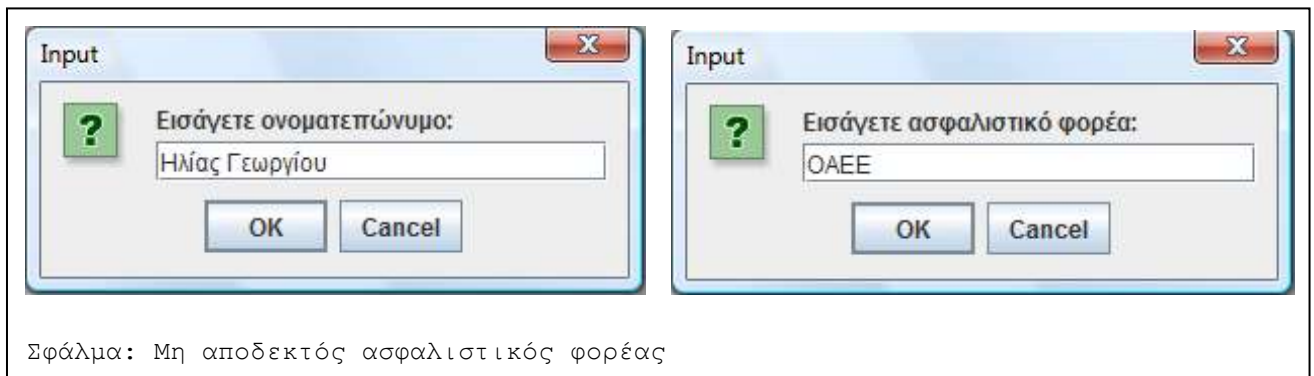 Input
Εισάγετε ονοματεπώνυμο:
Ηλίας Γεωργίου
OK Cancel
Input
Εισάγετε ασφαλιστικό φορέα:
ΟΑΕΕ
OK Cancel
Σφάλμα: Μη αποδεκτός ασφαλιστικός φορέας